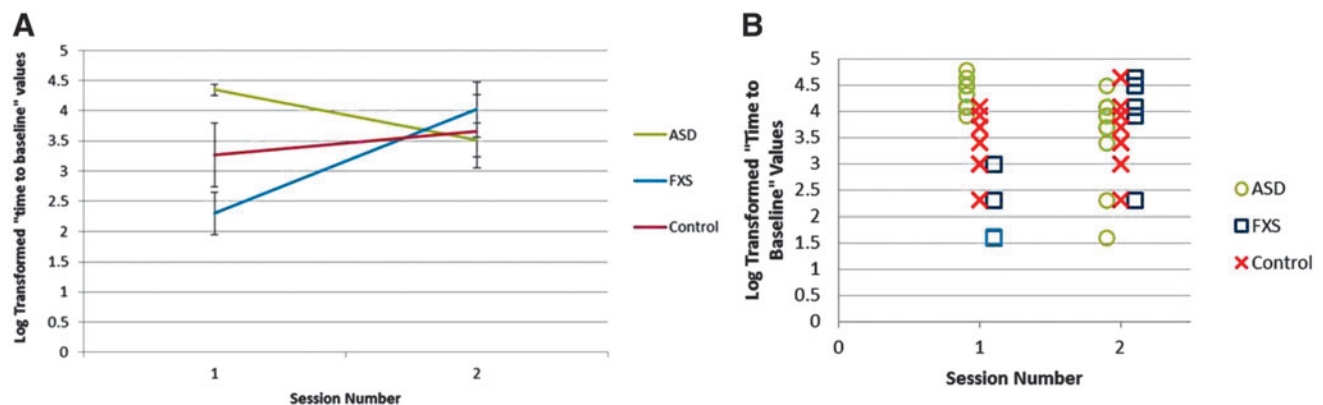 A
Log Transformed "time to baseline" values
5
4.5
4
3.5
3
2.5
2
1.5
1
0.5
0
1
2
Session Number
ASD
FXS
Control
B
Log Transformed "Time to
Baseline" Values
5
4.5
4
3.5
3
2.5
2
1.5
1
0.5
0
0
1
2
Session Number
ASD
FXS
Control